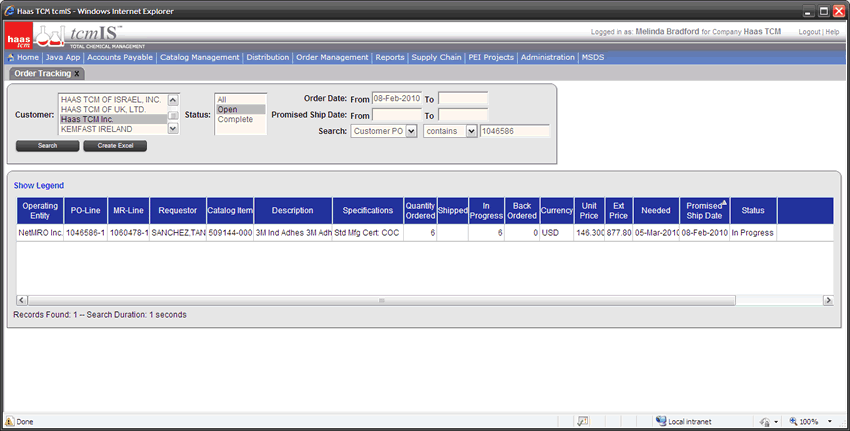 Haas TCM tcmIS - Windows Internet Explorer
haas tcm tcmIS™
TOTAL CHEMICAL MANAGEMENT
Logged in as: Melinda Bradford for Company Haas TCM Logout | Help
Home | Java App | Accounts Payable | Catalog Management | Distribution | Order Management | Reports | Supply Chain | PEI Projects | Administration | MSDS
Order Tracking x
Customer:
HAAS TCM OF ISRAEL, INC.
HAAS TCM OF UK, LTD.
Haas TCM Inc.
KEMFAST IRELAND
Status:
All
Open
Complete
Order Date: From 08-Feb-2010 To
Promised Ship Date: From To
Search: Customer PO contains 1046586
Search Create Excel
Show Legend
Operating Entity PO-Line MR-Line Requestor Catalog Item Description Specifications Quantity Ordered Shipped In Progress Back Ordered Currency Unit Price Ext Price Needed Promised Ship Date Status
NetMRO Inc. 1046586-1 1060478-1 SANCHEZ,TAN 509144-000 3M Ind Adhes 3M Adh Std Mfg Cert: COC 6 6 0 USD 146.300 877.80 05-Mar-2010 08-Feb-2010 In Progress
Records Found: 1 -- Search Duration: 1 seconds
Done Local intranet 100%